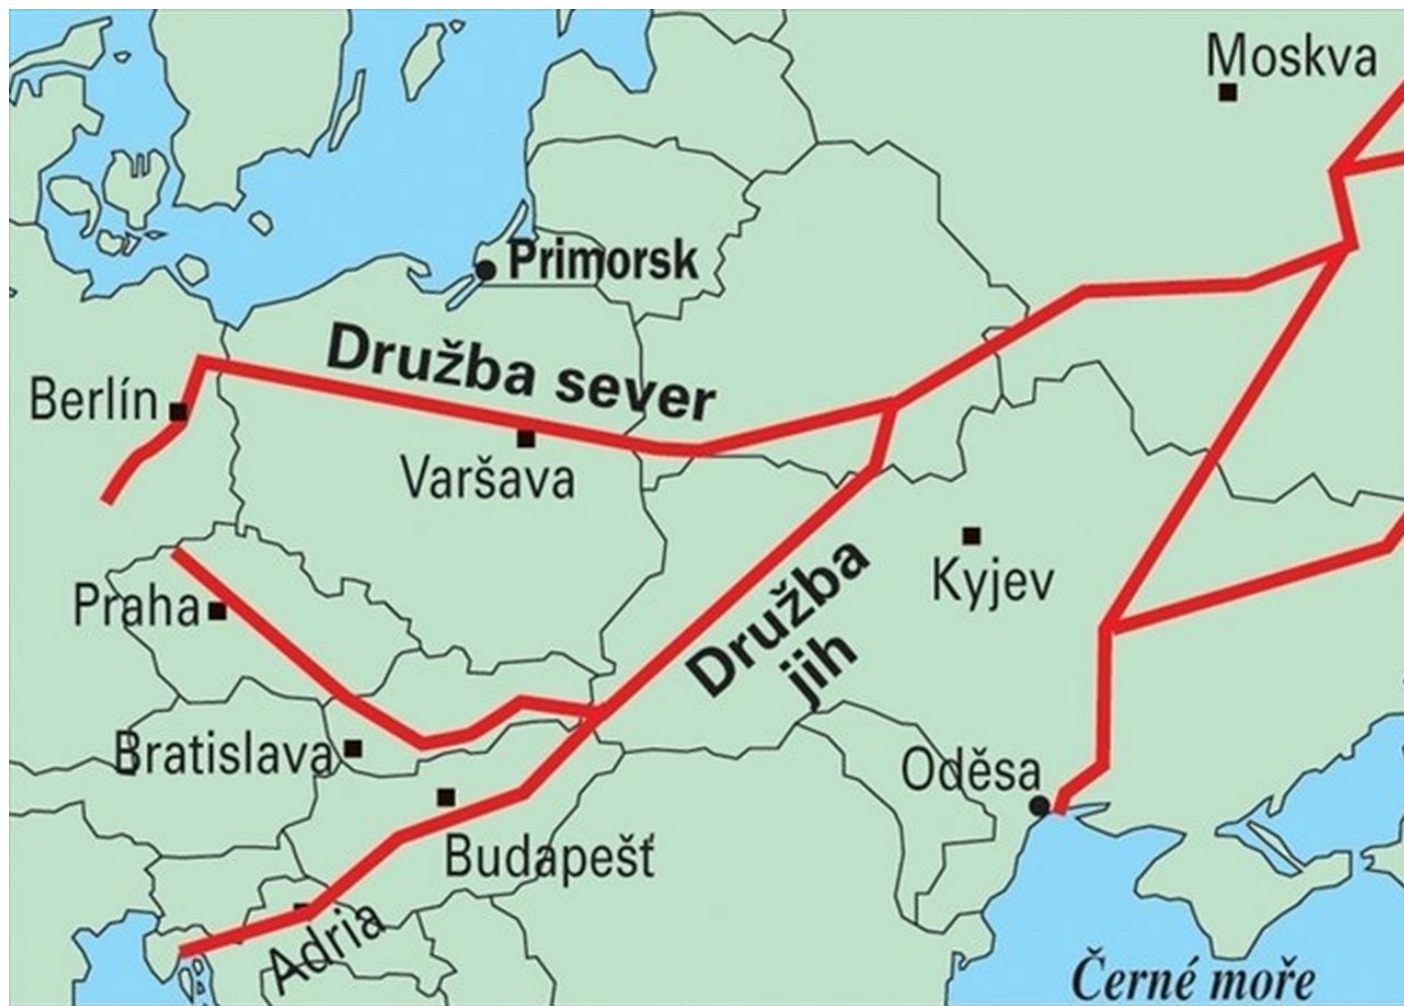 Moskva
Primorsk
Družba sever
Berlín
Varšava
Kyjev
Družba
jih
Praha
Bratislava
Oděsa
Budapešť
Adria
Černé moře